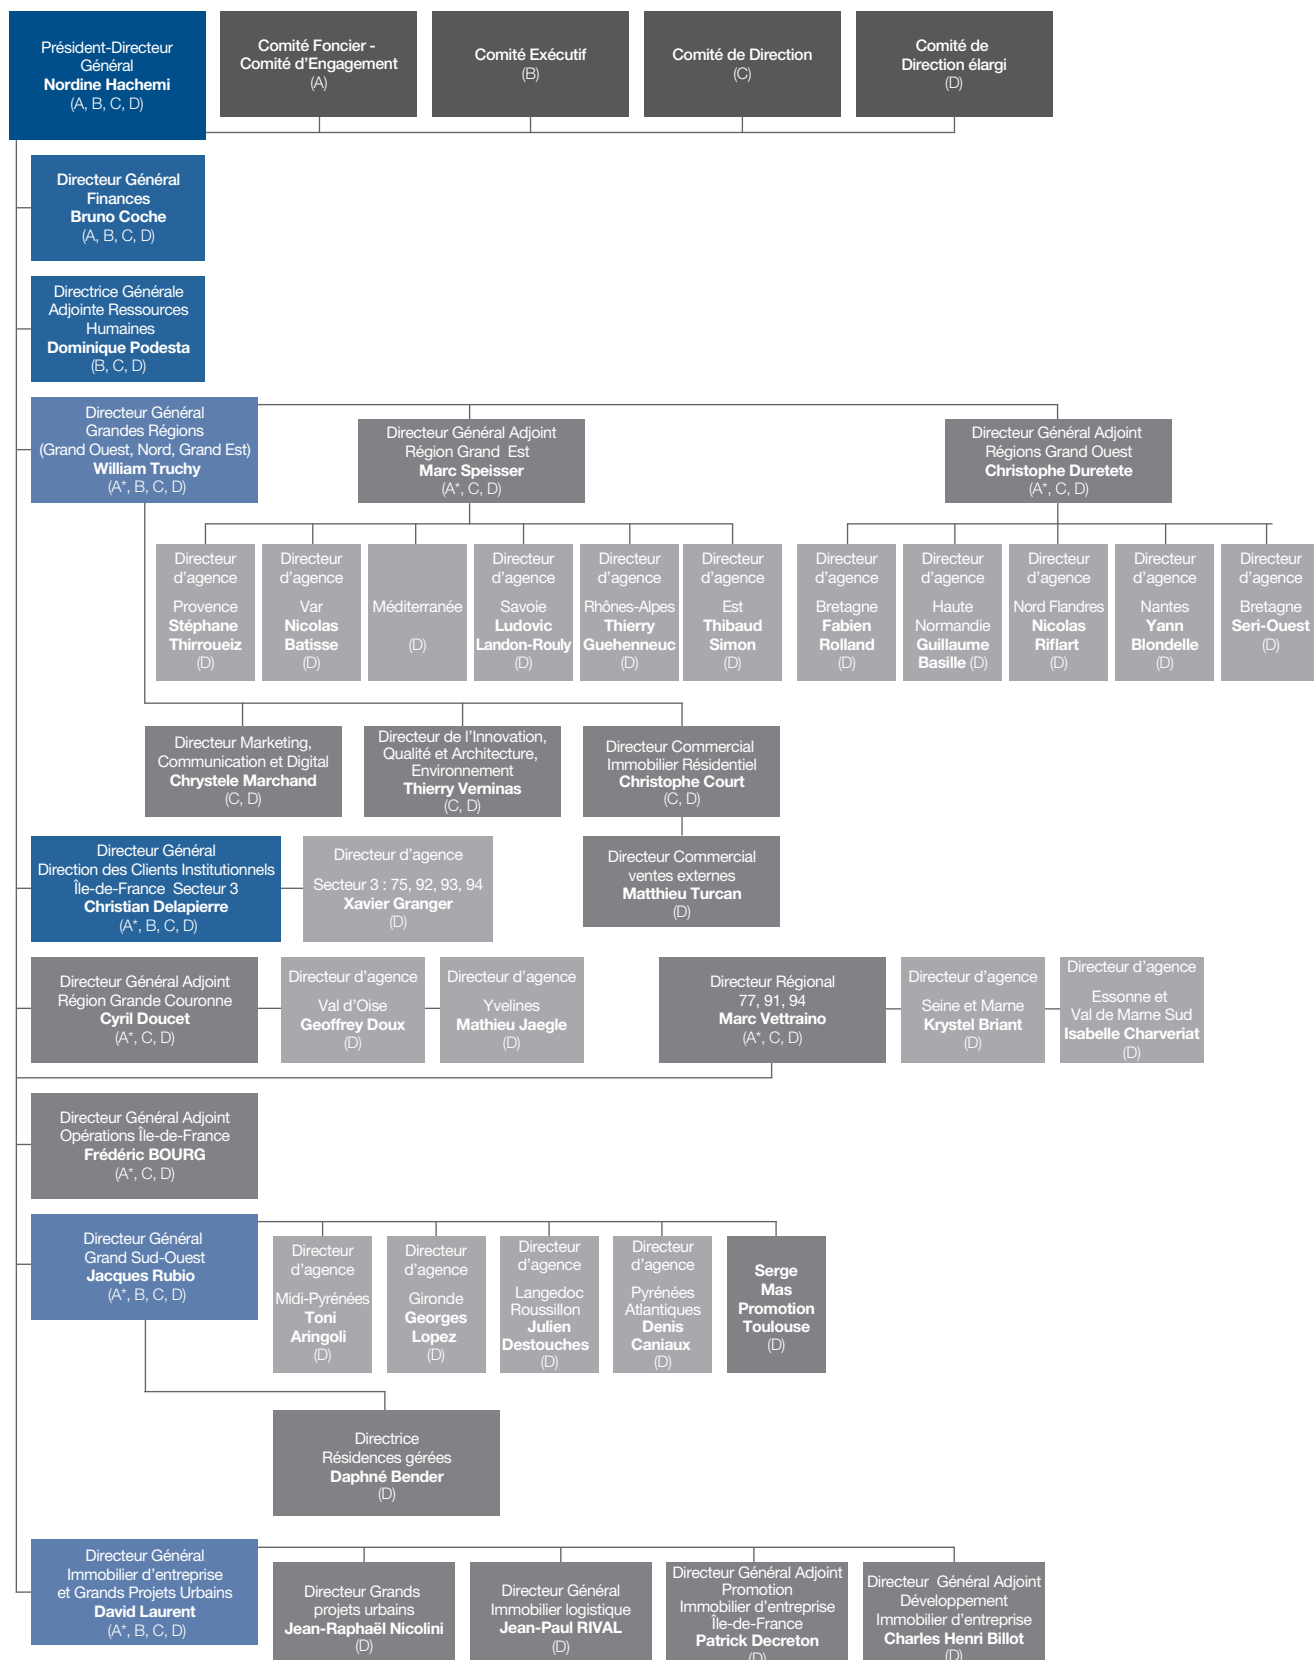 Président-Directeur
Général
Nordine Hachemi
(A, B, C, D)
Comité Foncier -
Comité d'Engagement
(A)
Comité Exécutif
(B)
Comité de Direction
(C)
Comité de
Direction élargi
(D)
Directeur Général
Finances
Bruno Coche
(A, B, C, D)
Directrice Générale
Adjointe Ressources
Humaines
Dominique Podesta
(B, C, D)
Directeur Général
Grandes Régions
(Grand Ouest, Nord, Grand Est)
William Truchy
(A*, B, C, D)
Directeur Général Adjoint
Région Grand Est
Marc Speisser
(A*, C, D)
Directeur Général Adjoint
Régions Grand Ouest
Christophe Duretete
(A*, C, D)
Directeur
d'agence
Provence
Stéphane
Thirroueiz
(D)
Directeur
d'agence
Var
Nicolas
Batisse
(D)
Méditerranée
(D)
Directeur
d'agence
Savoie
Ludovic
Landon-Rouly
(D)
Directeur
d'agence
Rhônes-Alpes
Thierry
Guehenneuc
(D)
Directeur
d'agence
Est
Thibaud
Simon
(D)
Directeur
d'agence
Bretagne
Fabien
Rolland
(D)
Directeur
d'agence
Haute
Normandie
Guillaume
Basille (D)
Directeur
d'agence
Nord Flandres
Nicolas
Riflart
(D)
Directeur
d'agence
Nantes
Yann
Blondelle
(D)
Directeur
d'agence
Bretagne
Seri-Ouest
(D)
Directeur Marketing,
Communication et Digital
Chrystele Marchand
(C, D)
Directeur de l'Innovation,
Qualité et Architecture,
Environnement
Thierry Verninas
(C, D)
Directeur Commercial
Immobilier Résidentiel
Christophe Court
(C, D)
Directeur Général
Direction des Clients Institutionnels
Île-de-France Secteur 3
Christian Delapierre
(A*, B, C, D)
Directeur d'agence
Secteur 3 : 75, 92, 93, 94
Xavier Granger
(D)
Directeur Commercial
ventes externes
Matthieu Turcan
(D)
Directeur Général Adjoint
Région Grande Couronne
Cyril Doucet
(A*, C, D)
Directeur d'agence
Val d'Oise
Geoffrey Doux
(D)
Directeur d'agence
Yvelines
Mathieu Jaegle
(D)
Directeur Régional
77, 91, 94
Marc Vettraino
(A*, C, D)
Directeur d'agence
Seine et Marne
Krystel Briant
(D)
Directeur d'agence
Essonne et
Val de Marne Sud
Isabelle Charveriat
(D)
Directeur Général Adjoint
Opérations Île-de-France
Frédéric BOURG
(A*, C, D)
Directeur Général
Grand Sud-Ouest
Jacques Rubio
(A*, B, C, D)
Directeur
d'agence
Midi-Pyrénées
Toni
Aringoli
(D)
Directeur
d'agence
Gironde
Georges
Lopez
(D)
Directeur
d'agence
Langedoc
Roussillon
Julien
Destouches
(D)
Directeur
d'agence
Pyrénées
Atlantiques
Denis
Caniaux
(D)
Serge
Mas
Promotion
Toulouse
(D)
Directrice
Résidences gérées
Daphné Bender
(D)
Directeur Général
Immobilier d'entreprise
et Grands Projets Urbains
David Laurent
(A*, B, C, D)
Directeur Grands
projets urbains
Jean-Raphaël Nicolini
(D)
Directeur Général
Immobilier logistique
Jean-Paul RIVAL
(D)
Directeur Général Adjoint
Promotion
Immobilier d'entreprise
Île-de-France
Patrick Decreton
(D)
Directeur Général Adjoint
Développement
Immobilier d'entreprise
Charles Henri Billot
(D)